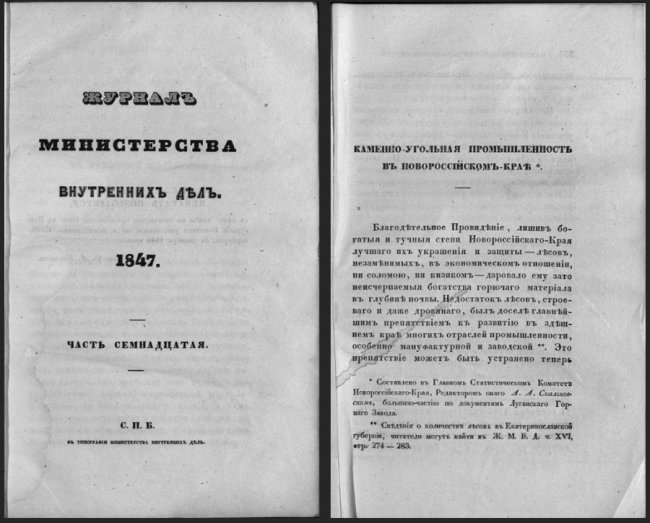 ЖУРНАЛЪ
МИНИСТЕРСТВА
ВНУТРЕННИХЪ ДѢЛЪ.
1847.
ЧАСТЬ СЕМНАДЦАТАЯ.
С. П. Б.
ВЪ ТИПОГРАФІИ МИНИСТЕРСТВА ВНУТРЕННИХЪ ДѢЛЪ.
КАМЕННО-УГОЛЬНАЯ ПРОМЫШЛЕННОСТЬ
ВЪ НОВОРОССІЙСКОМЪ-КРАѢ *.
Благодѣтельное Провидѣніе, лишивъ бо-
гатыя и тучныя степи Новороссійскаго-Края
лучшаго ихъ украшенія и защиты — лѣсовъ,
незамѣнимыхъ, въ экономическомъ отношеніи,
ни соломою, ни кизикомъ — даровало ему зато
неисчерпаемыя богатства горючаго матеріала
въ глубинѣ почвы. Недостатокъ лѣсовъ, строе-
ваго и даже дровянаго, былъ доселѣ главнѣй-
шимъ препятствіемъ къ развитію въ здѣш-
немъ краѣ многихъ отраслей промышленности,
особенно мануфактурной и заводской **. Это
препятствіе можетъ быть устранено теперь
* Составлено въ Главномъ Статистическомъ Комитетѣ
Новороссійскаго-Края, Редакторомъ онаго А. А. Скальков-
скимъ, большею-частію по документамъ Луганскаго Гор-
наго Завода.
** Свѣдѣнія о количествѣ лѣсовъ въ Екатеринославской
губерніи, читатели могутъ найти въ Ж. М. В. Д. ч. XVI,
стр. 274 — 283.